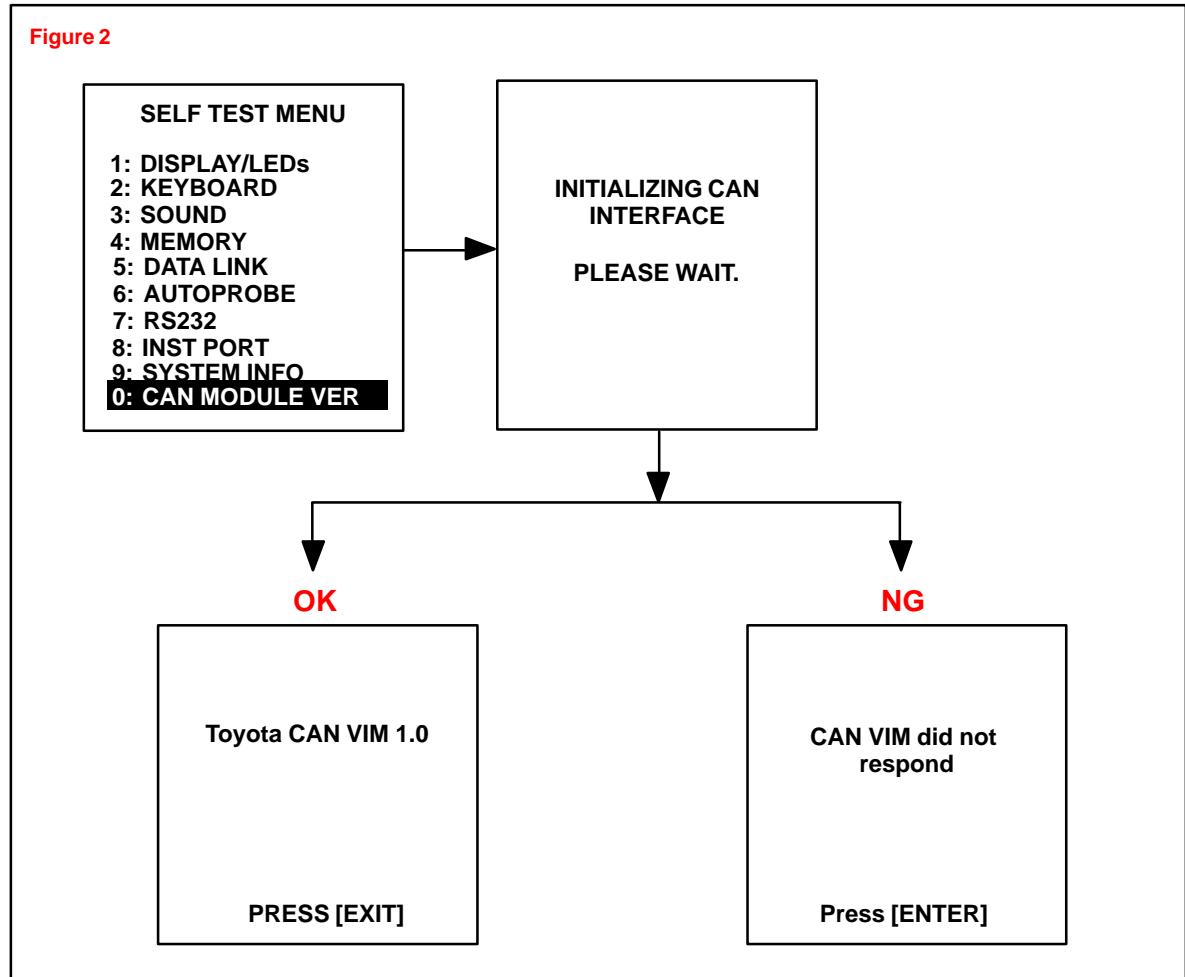 Figure 2
SELF TEST MENU
1: DISPLAY/LEDs
2: KEYBOARD
3: SOUND
4: MEMORY
5: DATA LINK
6: AUTOPROBE
7: RS232
8: INST PORT
9: SYSTEM INFO
0: CAN MODULE VER
INITIALIZING CAN
INTERFACE
PLEASE WAIT.
OK
Toyota CAN VIM 1.0
PRESS [EXIT]
NG
CAN VIM did not
respond
Press [ENTER]